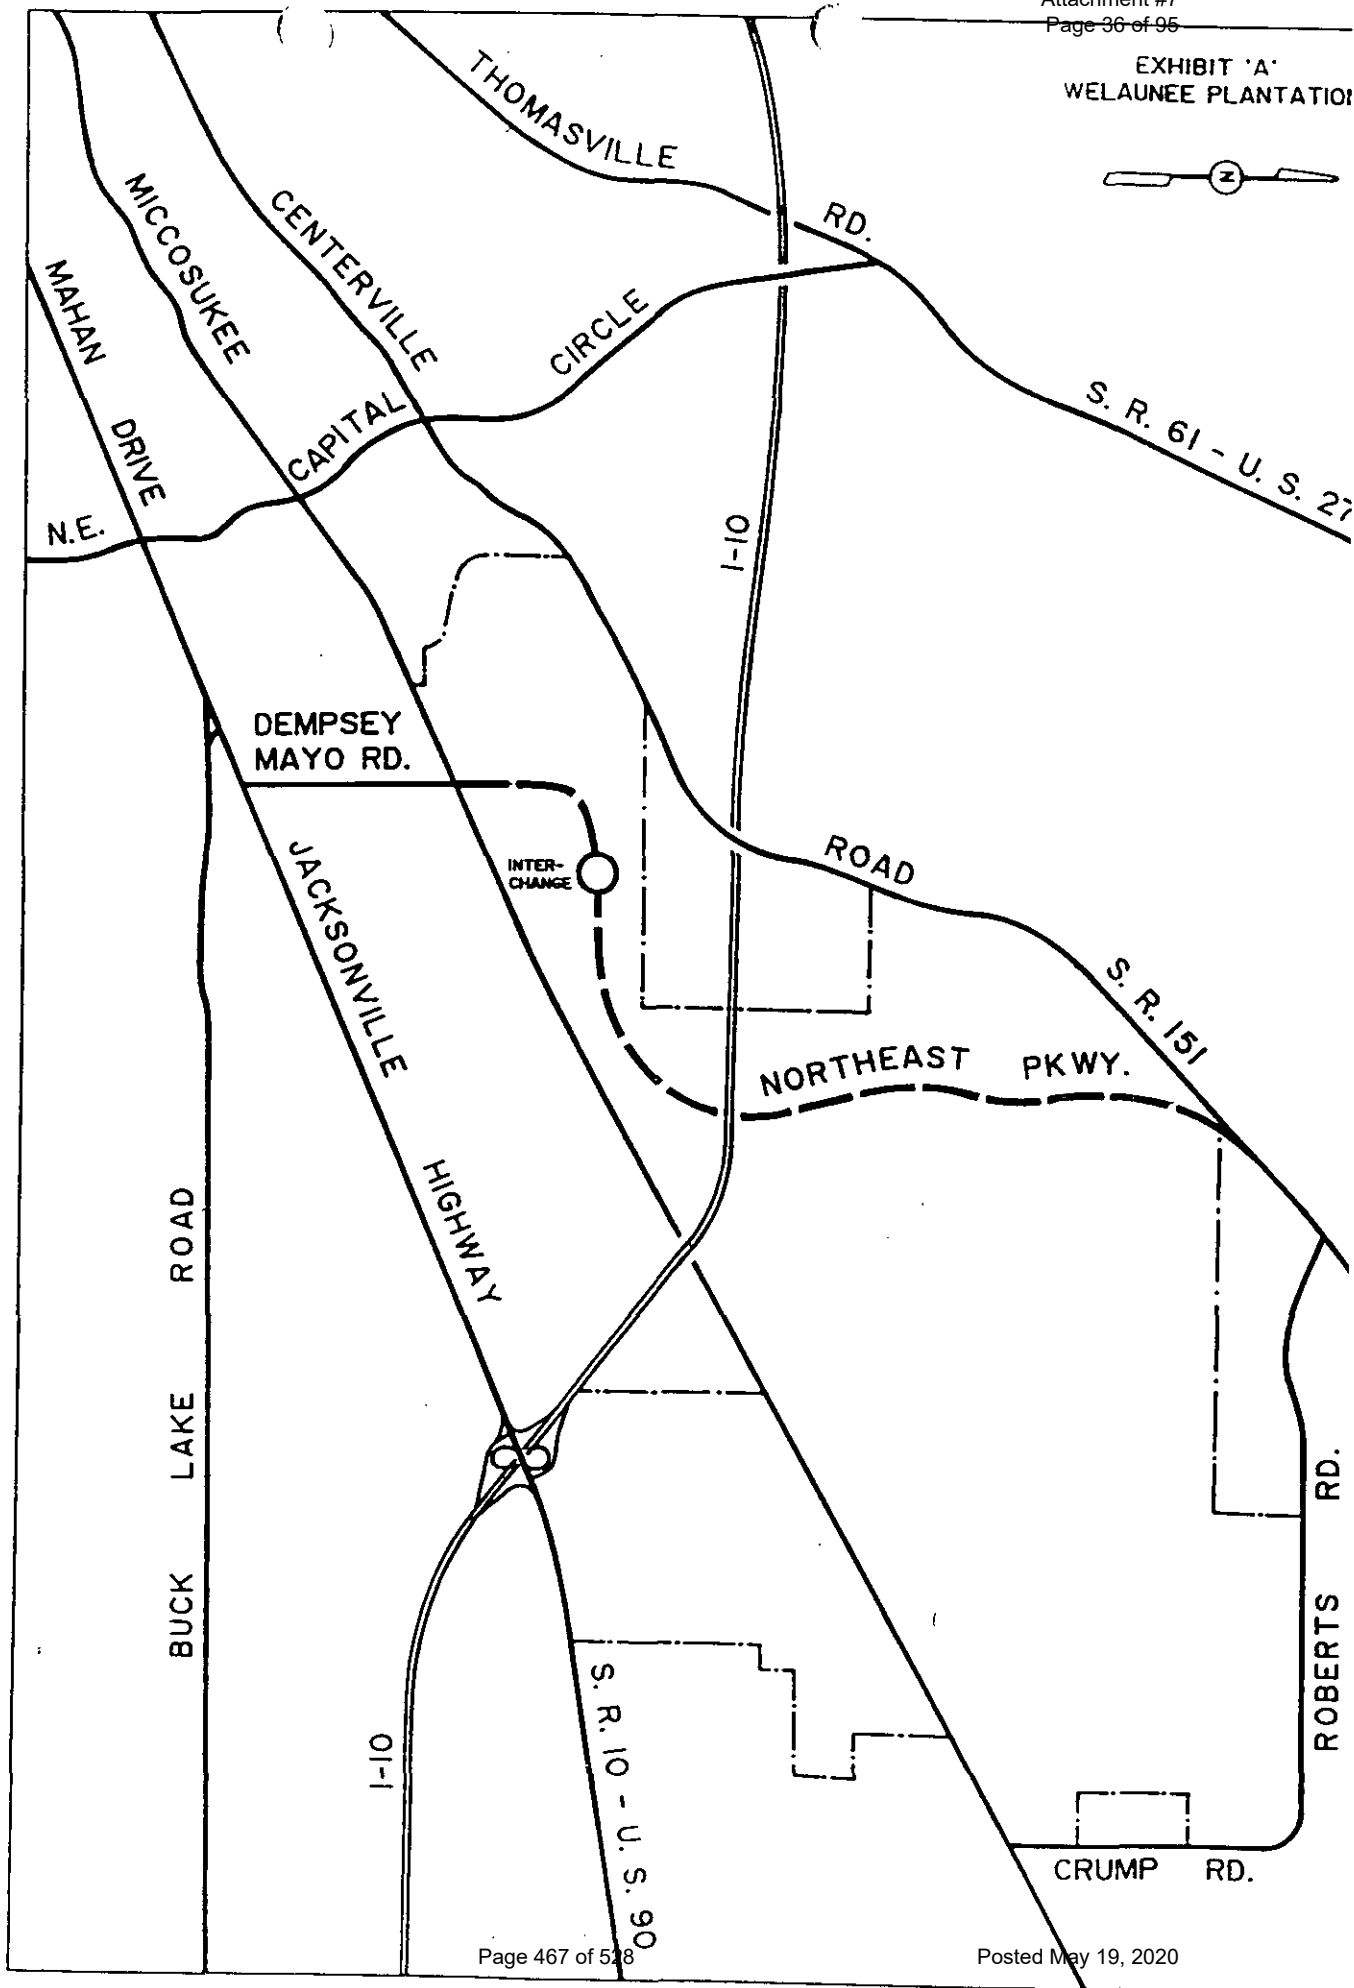 Attachment #7
Page 36 of 95
EXHIBIT 'A'
WELAUNEE PLANTATION
N
THOMASVILLE
RD.
MICCOSUKEE
CENTERVILLE
MAHAN
DRIVE
CAPITAL
CIRCLE
S. R. 61 - U. S. 27
N.E.
I-10
DEMPSEY
MAYO RD.
INTER-
CHANGE
ROAD
JACKSONVILLE
S. R. 151
NORTHEAST PKWY.
HIGHWAY
BUCK LAKE ROAD
ROBERTS RD.
I-10
S. R. 10 - U. S. 90
CRUMP RD.
Page 467 of 528
Posted May 19, 2020